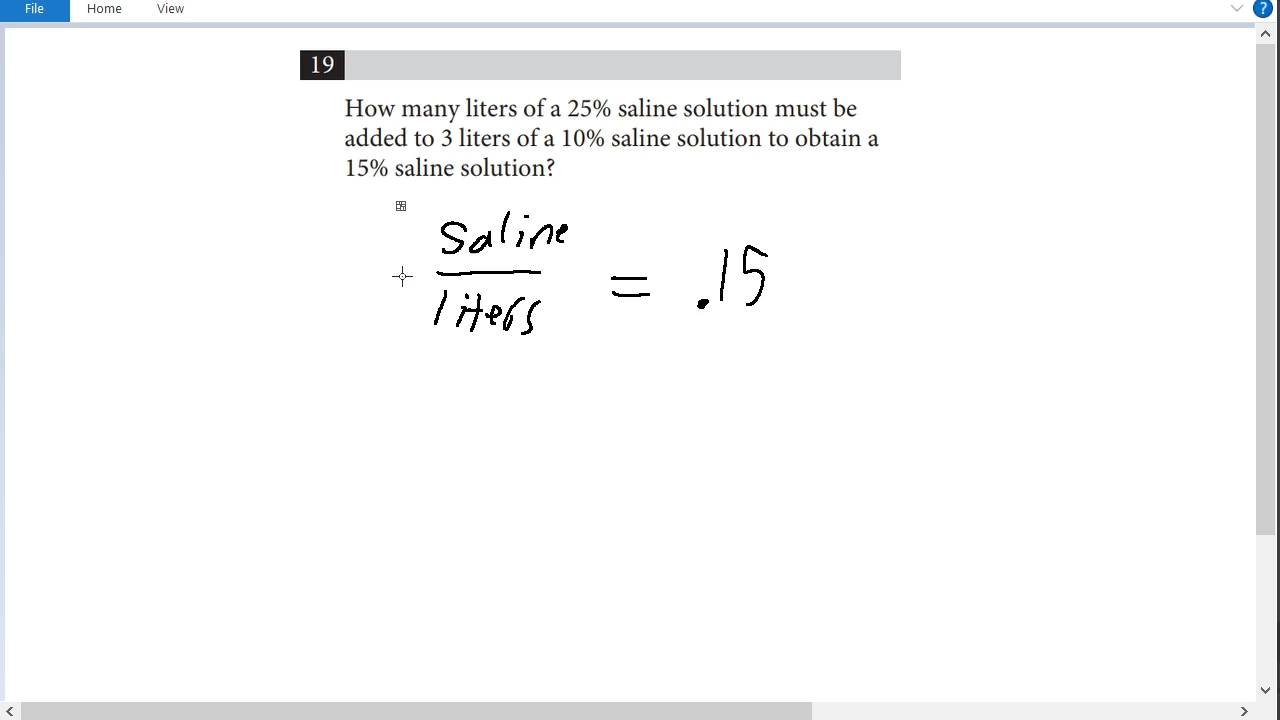 File Home View
19
How many liters of a 25% saline solution must be
added to 3 liters of a 10% saline solution to obtain a
15% saline solution?
saline
liters
= .15